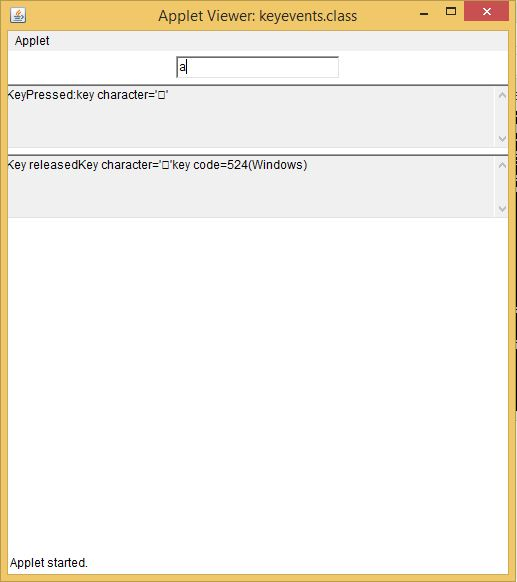 Applet Viewer: keyevents.class
Applet
a
KeyPressed:key character='▯'
Key releasedKey character='▯'key code=524(Windows)
Applet started.